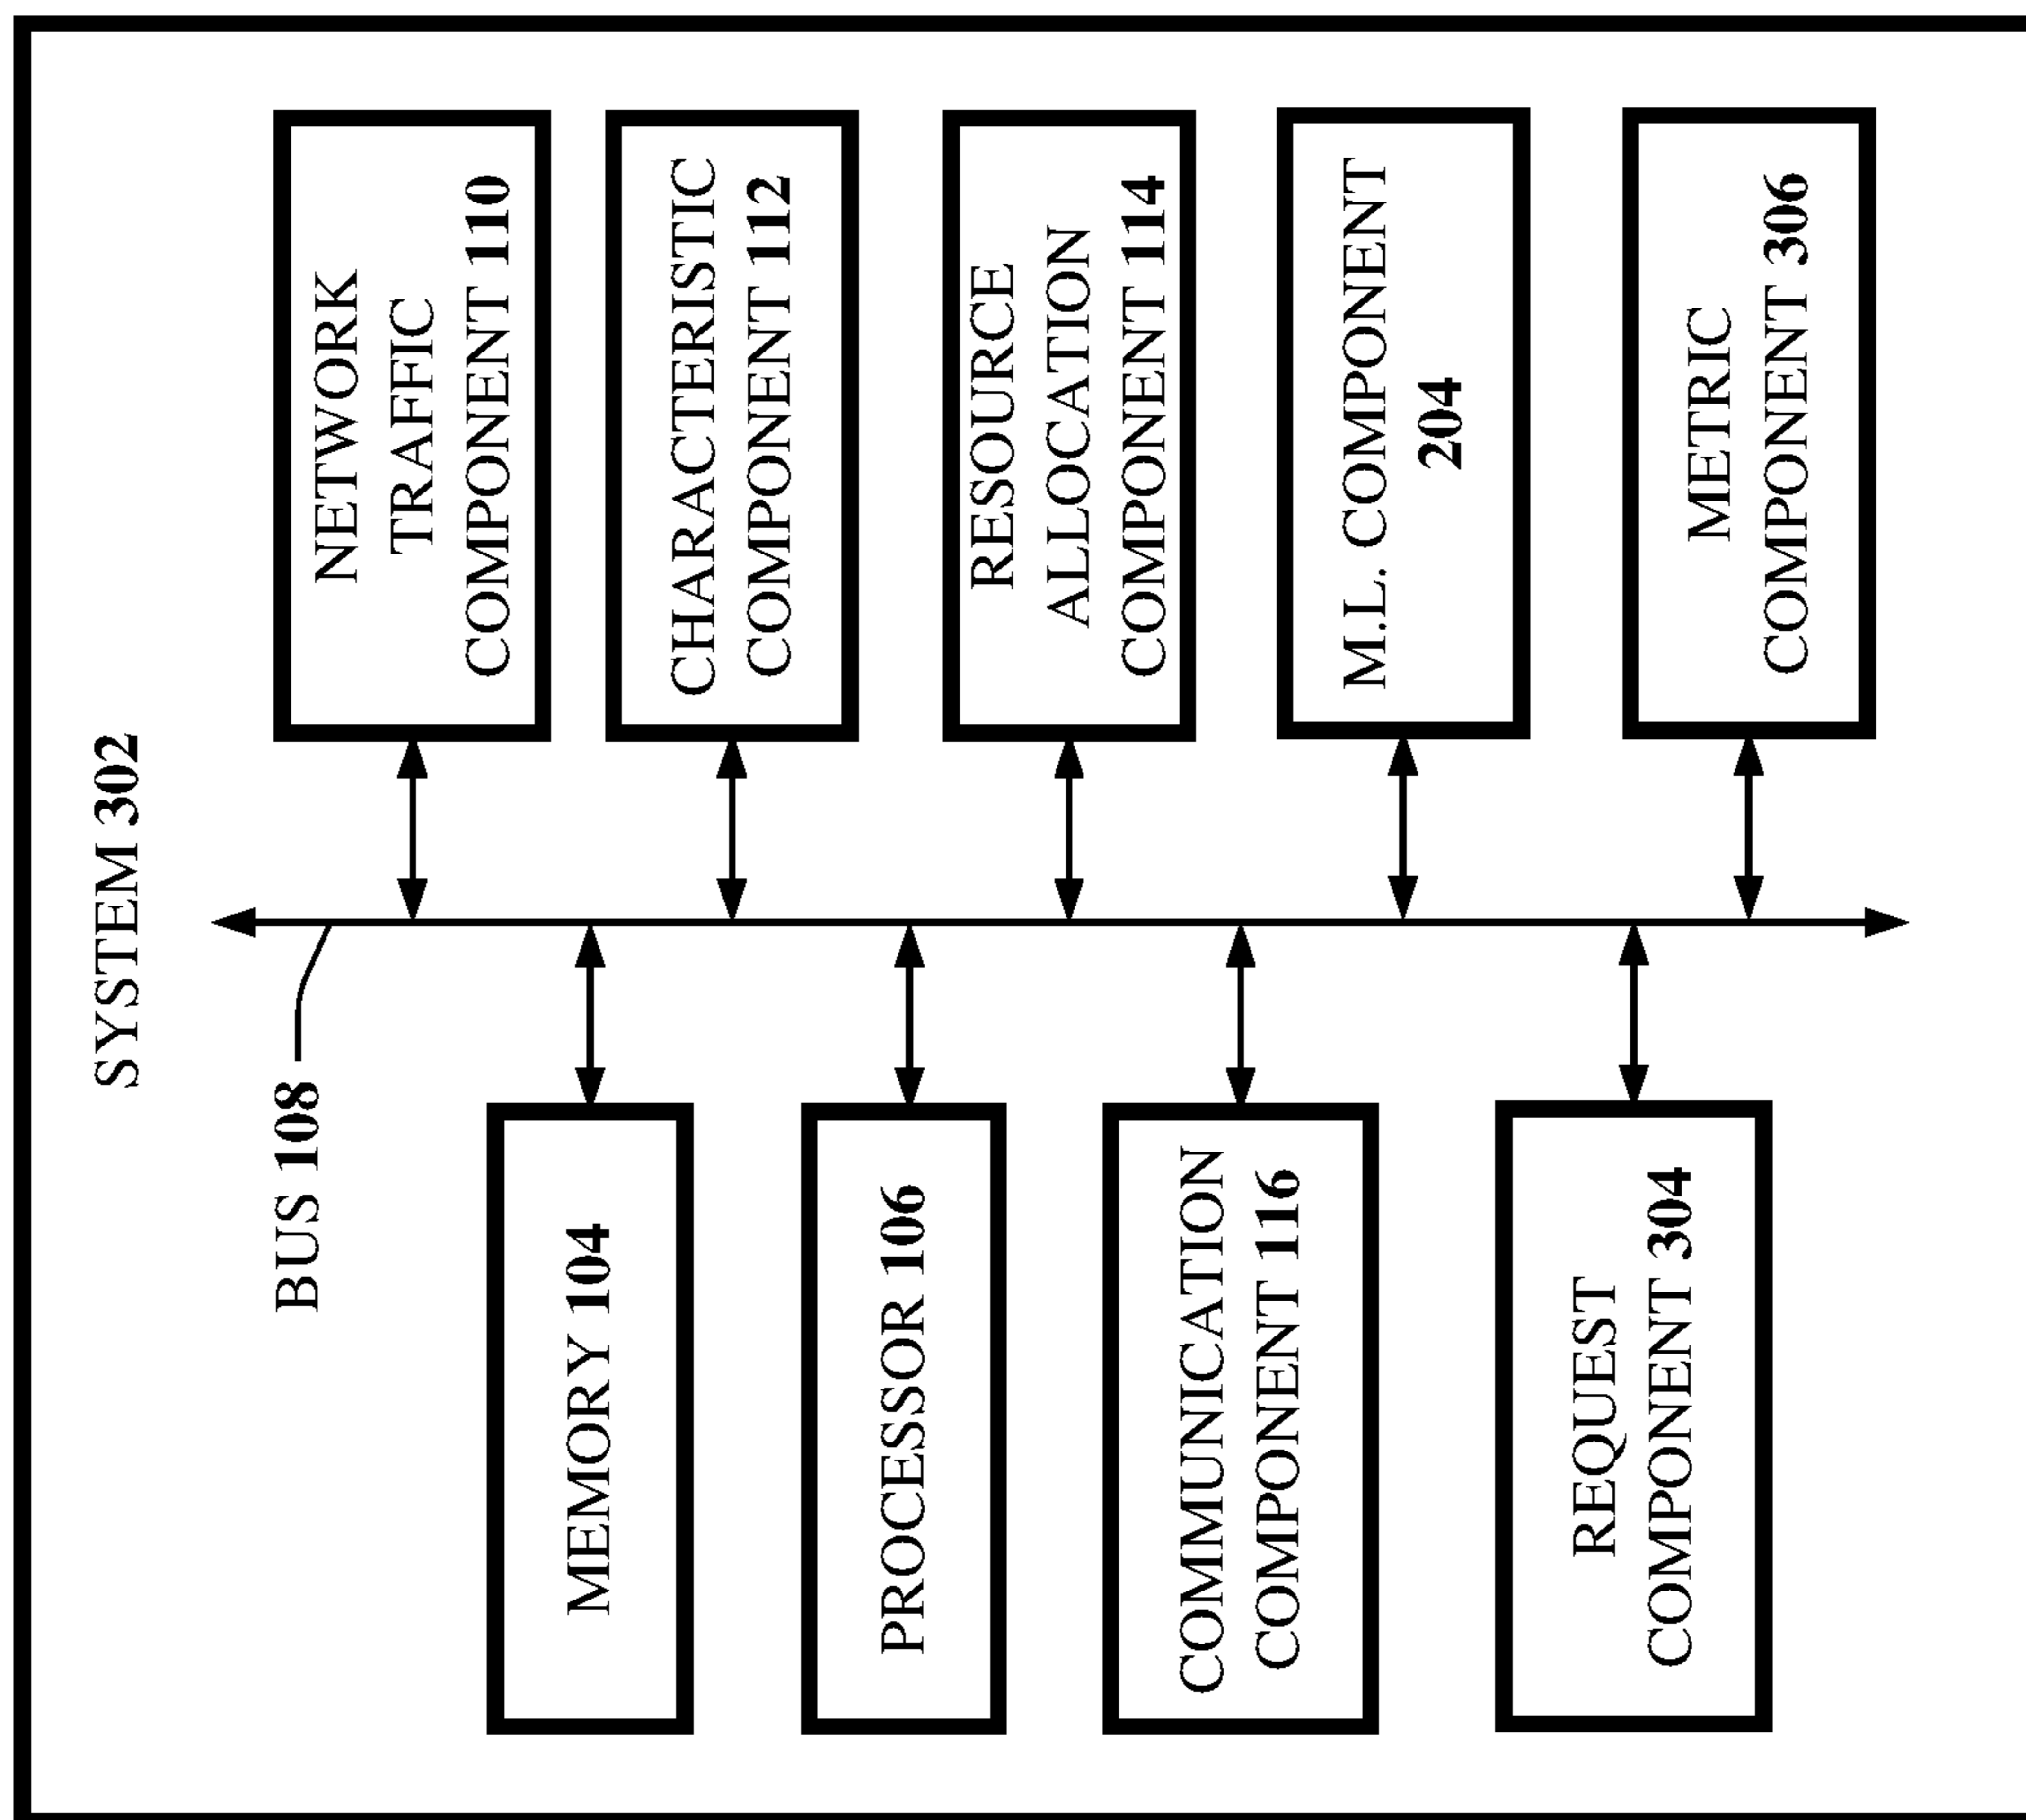 SYSTEM 302
BUS 108
MEMORY 104
PROCESSOR 106
COMMUNICATION
COMPONENT 116
REQUEST
COMPONENT 304
NETWORK
TRAFFIC
COMPONENT 110
CHARACTERISTIC
COMPONENT 112
RESOURCE
ALLOCATION
COMPONENT 114
M.L. COMPONENT
204
METRIC
COMPONENT 306